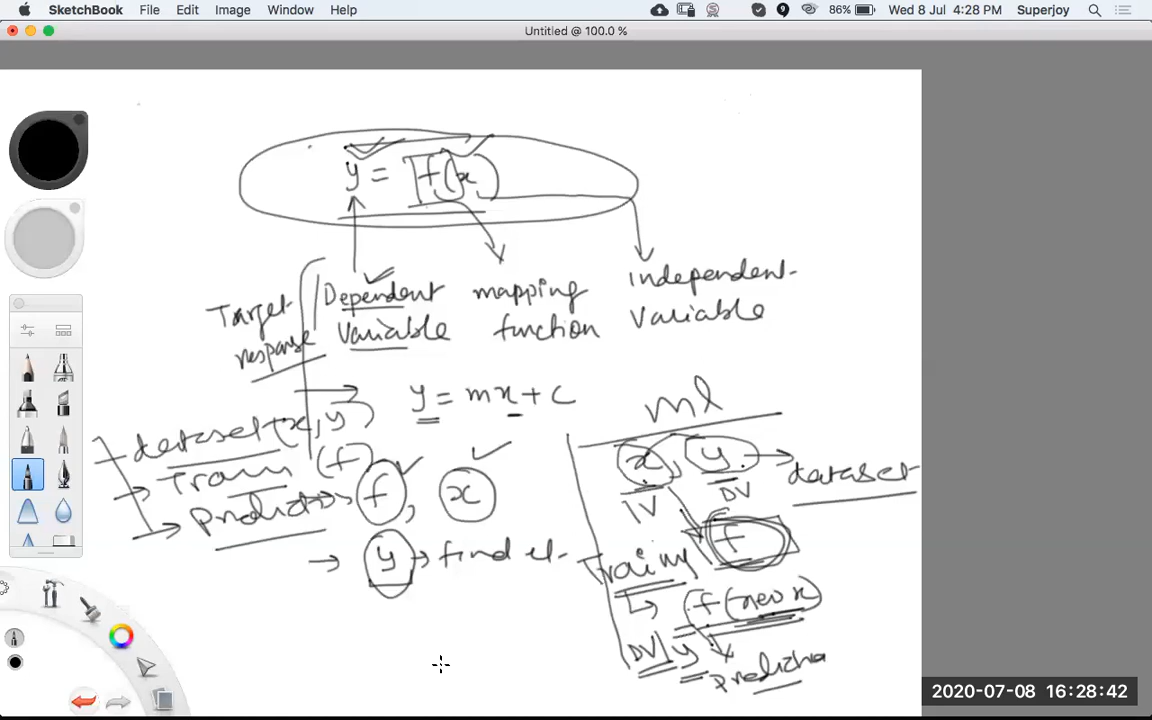 SketchBook File Edit Image Window Help 86% Wed 8 Jul 4:28 PM Superjoy
Untitled @ 100.0 %
y = f(x)
Target response
Dependent Variable
mapping function
independent Variable
y = mx + c
dataset (x, y)
Train (f)
f, x
→ y → find it
ml
x, y → dataset
IV DV
f
Training
↳ f(new x)
DV y
2020-07-08 16:28:42